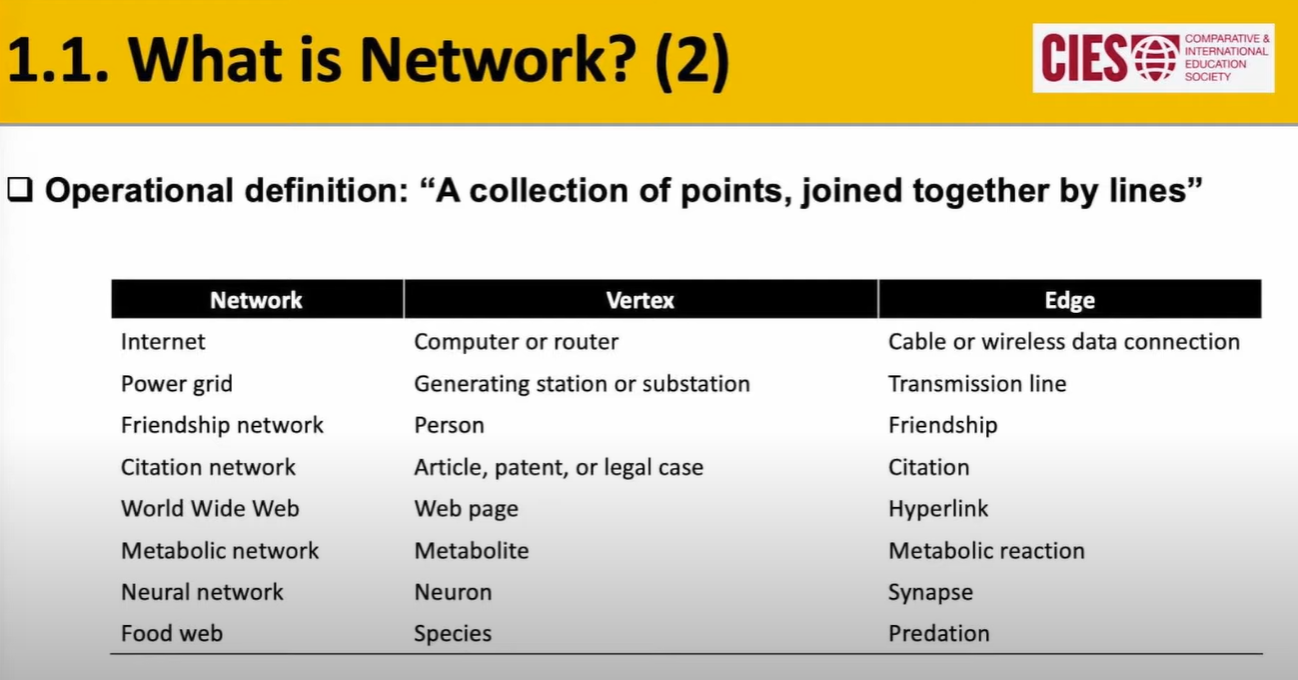 1.1. What is Network? (2)
CIES
COMPARATIVE &
INTERNATIONAL
EDUCATION
SOCIETY
Operational definition: “A collection of points, joined together by lines”
Network Vertex Edge
Internet Computer or router Cable or wireless data connection
Power grid Generating station or substation Transmission line
Friendship network Person Friendship
Citation network Article, patent, or legal case Citation
World Wide Web Web page Hyperlink
Metabolic network Metabolite Metabolic reaction
Neural network Neuron Synapse
Food web Species Predation